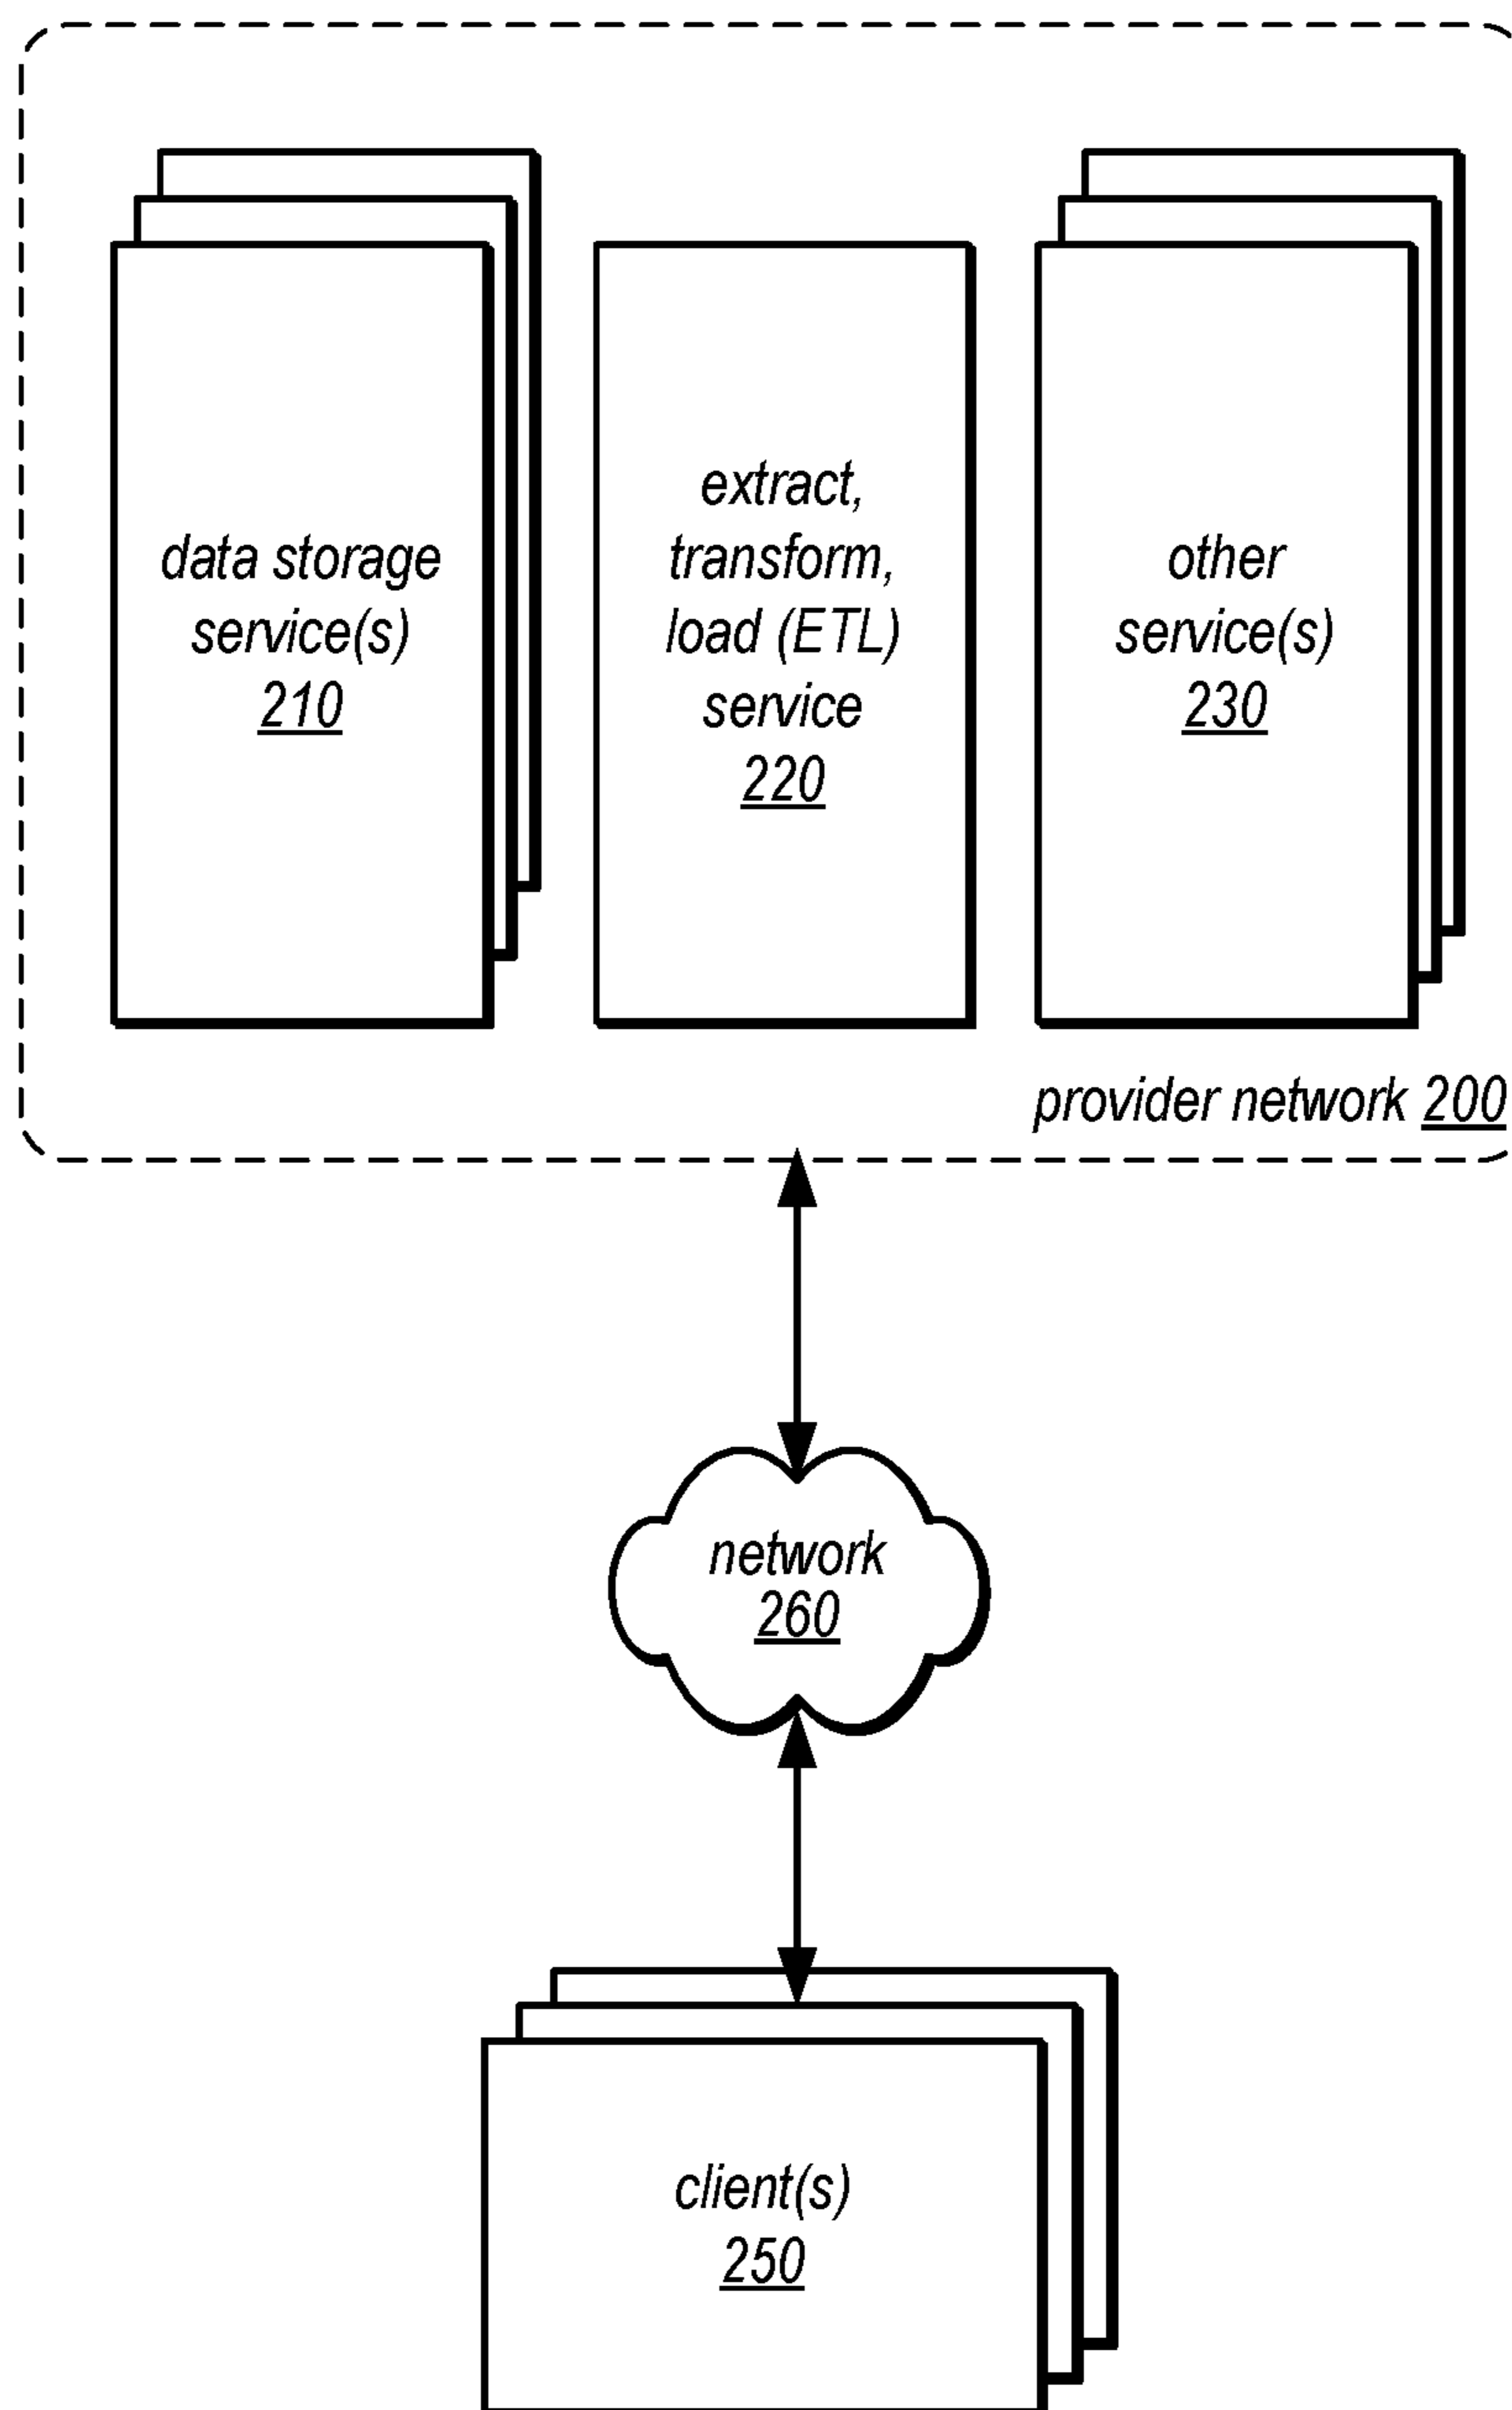 data storage
service(s)
210
extract,
transform,
load (ETL)
service
220
other
service(s)
230
provider network 200
network
260
client(s)
250